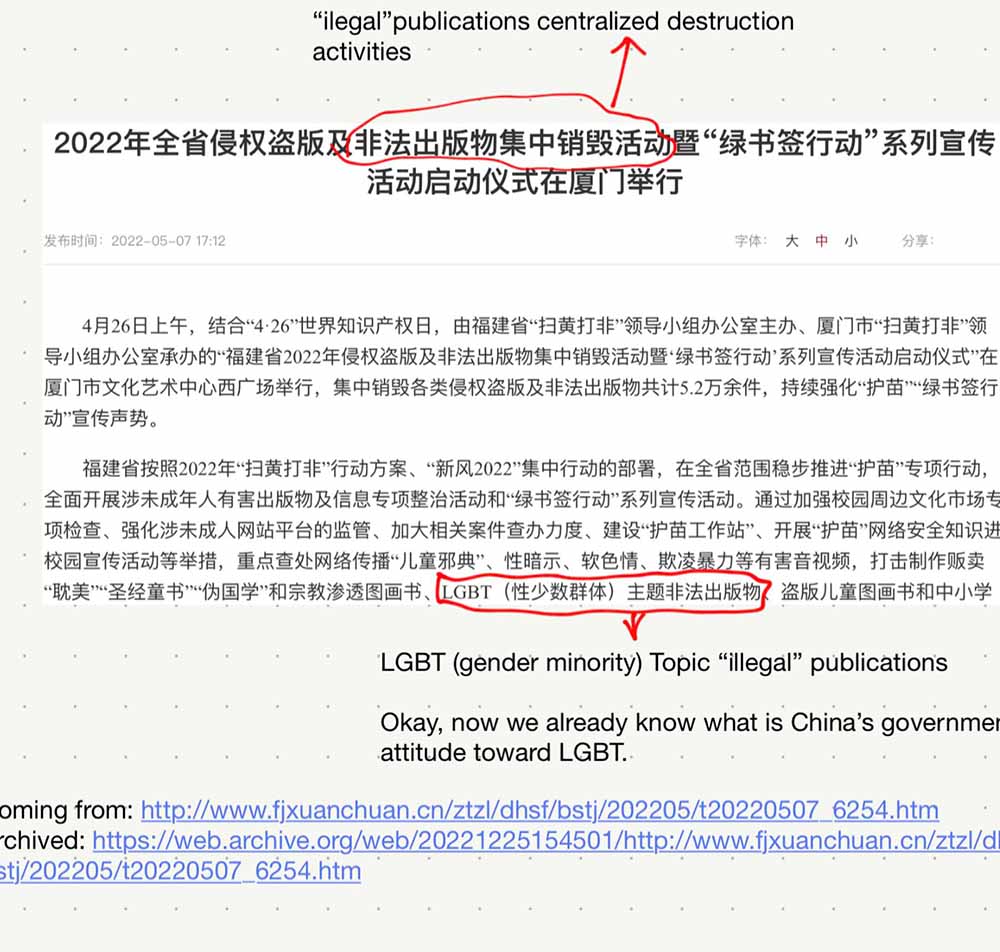 “ilegal”publications centralized destruction
activities
2022年全省侵权盗版及非法出版物集中销毁活动暨“绿书签行动”系列宣传
活动启动仪式在厦门举行
发布时间：2022-05-07 17:12 字体： 大 中 小 分享：
4月26日上午，结合“4·26”世界知识产权日，由福建省“扫黄打非”领导小组办公室主办、厦门市“扫黄打非”领
导小组办公室承办的“福建省2022年侵权盗版及非法出版物集中销毁活动暨‘绿书签行动’系列宣传活动启动仪式”在
厦门市文化艺术中心西广场举行，集中销毁各类侵权盗版及非法出版物共计5.2万余件，持续强化“护苗”“绿书签行
动”宣传声势。
福建省按照2022年“扫黄打非”行动方案、“新风2022”集中行动的部署，在全省范围稳步推进“护苗”专项行动，
全面开展涉未成年人有害出版物及信息专项整治活动和“绿书签行动”系列宣传活动。通过加强校园周边文化市场专
项检查、强化涉未成人网站平台的监管、加大相关案件查办力度、建设“护苗工作站”、开展“护苗”网络安全知识进
校园宣传活动等举措，重点查处网络传播“儿童邪典”、性暗示、软色情、欺凌暴力等有害音视频，打击制作贩卖
“耽美”“圣经童书”“伪国学”和宗教渗透图画书、LGBT（性少数群体）主题非法出版物、盗版儿童图画书和中小学
LGBT (gender minority) Topic “illegal” publications
Okay, now we already know what is China’s governmen
attitude toward LGBT.
oming from: http://www.fjxuanchuan.cn/ztzl/dhsf/bstj/202205/t20220507_6254.htm
rchived: https://web.archive.org/web/20221225154501/http://www.fjxuanchuan.cn/ztzl/dh
stj/202205/t20220507_6254.htm